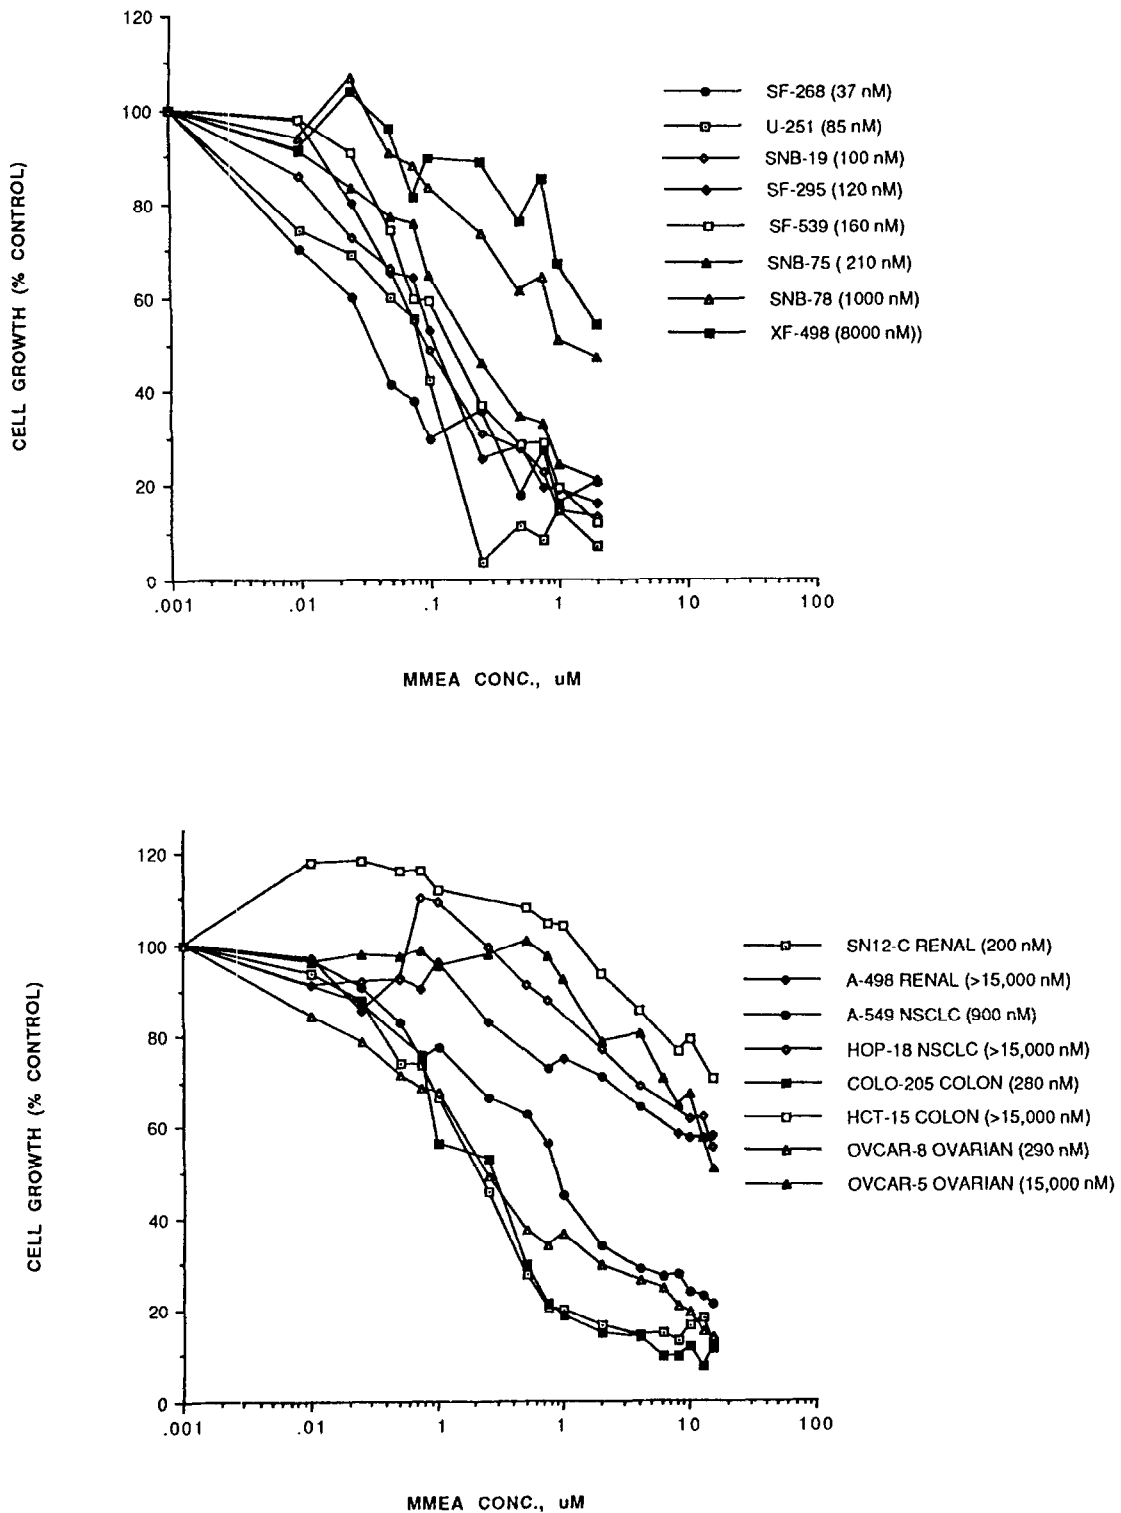 120
100
80
60
40
20
0
CELL GROWTH (% CONTROL)
.001 .01 .1 1 10 100
MMEA CONC., uM
SF-268 (37 nM)
U-251 (85 nM)
SNB-19 (100 nM)
SF-295 (120 nM)
SF-539 (160 nM)
SNB-75 ( 210 nM)
SNB-78 (1000 nM)
XF-498 (8000 nM))
120
100
80
60
40
20
0
CELL GROWTH (% CONTROL)
.001 .01 1 1 10 100
MMEA CONC., uM
SN12-C RENAL (200 nM)
A-498 RENAL (>15,000 nM)
A-549 NSCLC (900 nM)
HOP-18 NSCLC (>15,000 nM)
COLO-205 COLON (280 nM)
HCT-15 COLON (>15,000 nM)
OVCAR-8 OVARIAN (290 nM)
OVCAR-5 OVARIAN (15,000 nM)